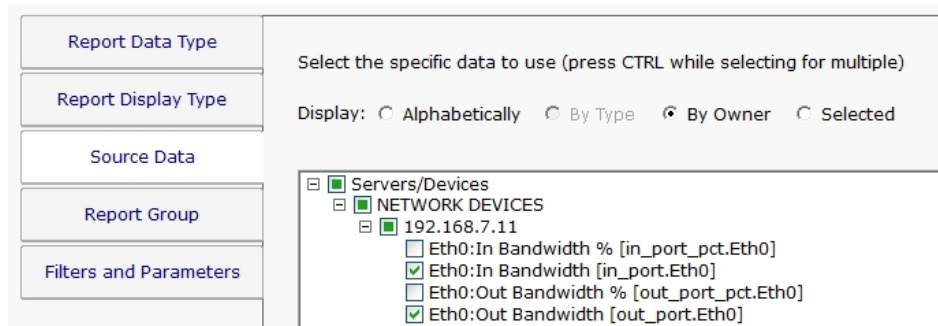 Report Data Type
Report Display Type
Source Data
Report Group
Filters and Parameters
Select the specific data to use (press CTRL while selecting for multiple)
Display: Alphabetically By Type By Owner Selected
Servers/Devices
NETWORK DEVICES
192.168.7.11
Eth0:In Bandwidth % [in_port_pct.Eth0]
Eth0:In Bandwidth [in_port.Eth0]
Eth0:Out Bandwidth % [out_port_pct.Eth0]
Eth0:Out Bandwidth [out_port.Eth0]